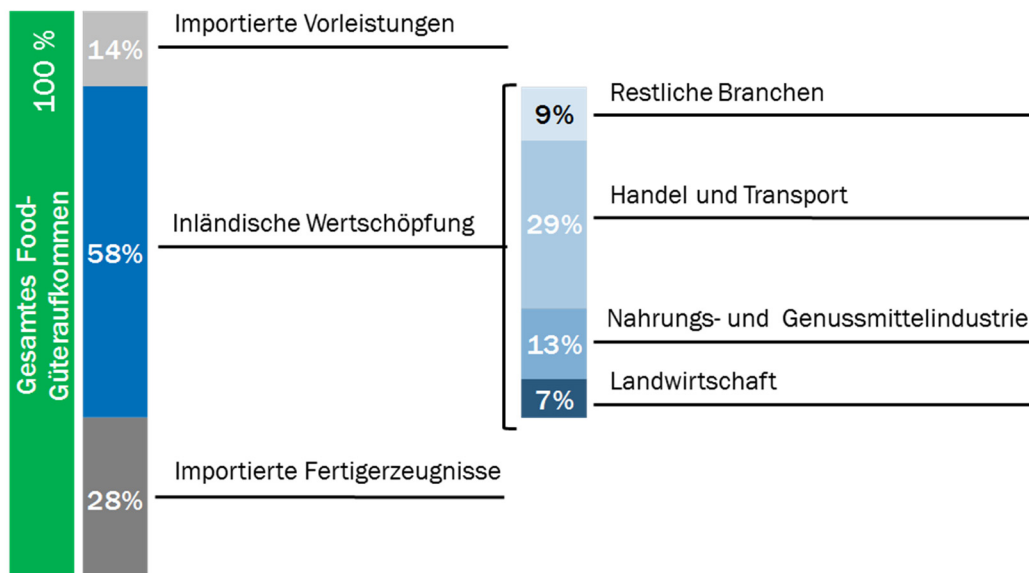 100 %
Gesamtes Food-
Güteraufkommen
14%
Importierte Vorleistungen
58%
Inländische Wertschöpfung
28%
Importierte Fertigerzeugnisse
9%
Restliche Branchen
29%
Handel und Transport
13%
Nahrungs- und Genussmittelindustrie
7%
Landwirtschaft